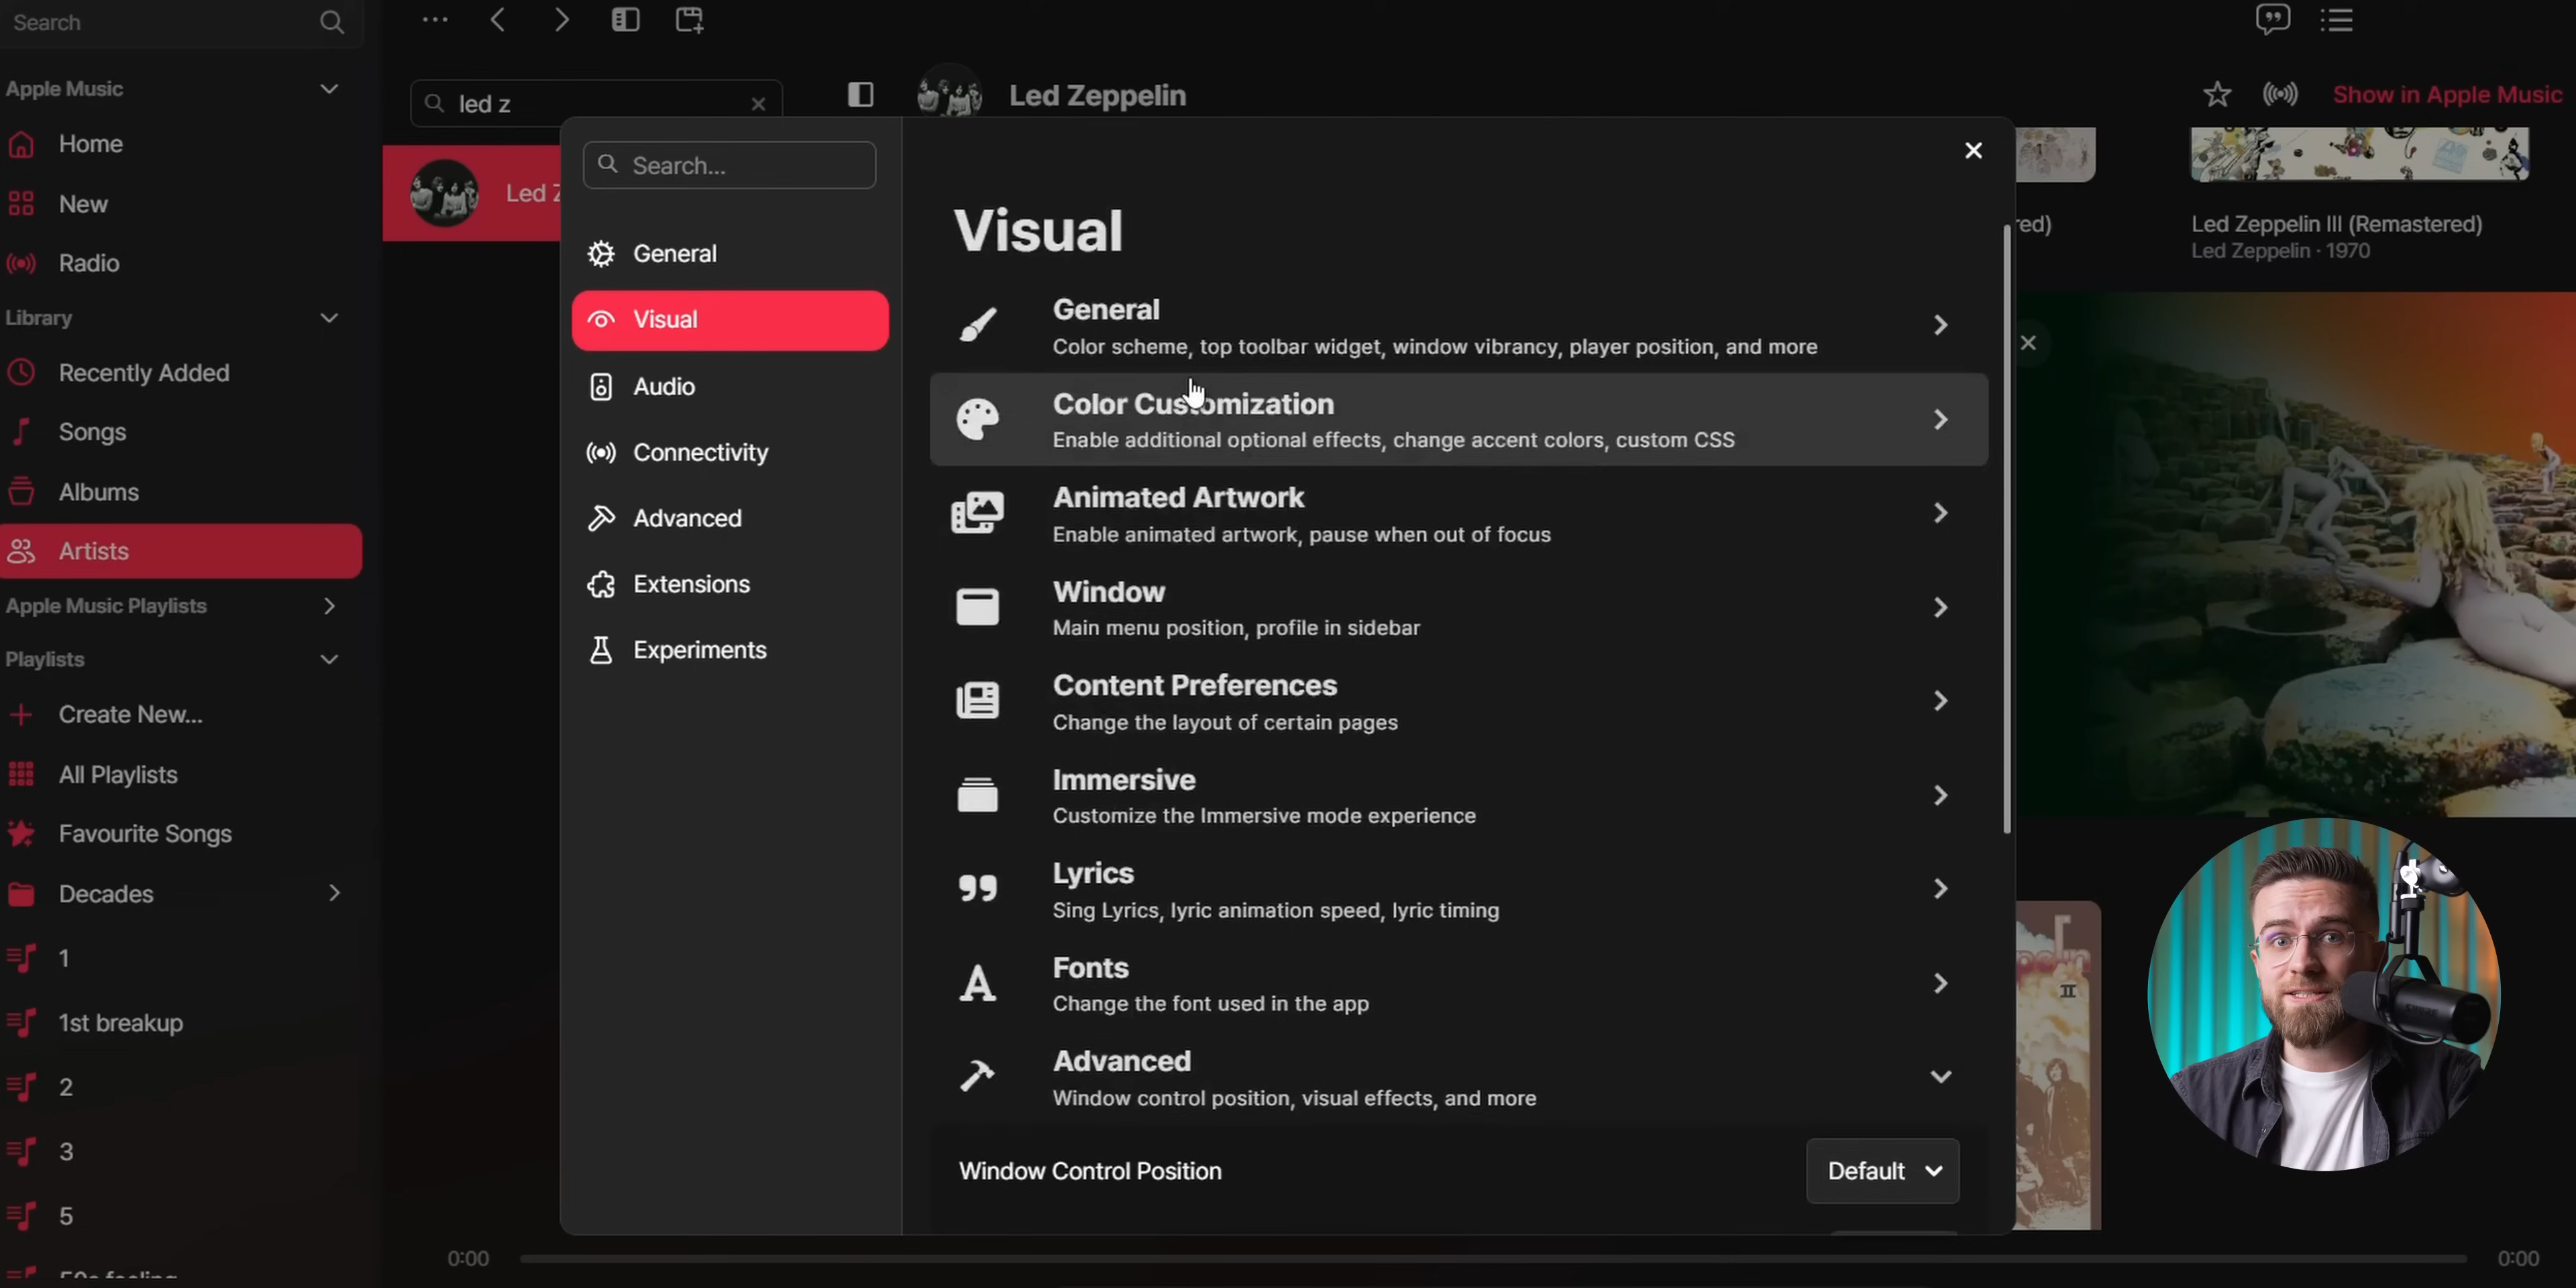 Search
Apple Music
Home
New
Radio
Library
Recently Added
Songs
Albums
Artists
Apple Music Playlists
Playlists
Create New...
All Playlists
Favourite Songs
Decades
1
1st breakup
2
3
5
led z
Led Z
Led Zeppelin
Show in Apple Music
Search...
General
Visual
Audio
Connectivity
Advanced
Extensions
Experiments
Visual
General
Color scheme, top toolbar widget, window vibrancy, player position, and more
Color Customization
Enable additional optional effects, change accent colors, custom CSS
Animated Artwork
Enable animated artwork, pause when out of focus
Window
Main menu position, profile in sidebar
Content Preferences
Change the layout of certain pages
Immersive
Customize the Immersive mode experience
Lyrics
Sing Lyrics, lyric animation speed, lyric timing
Fonts
Change the font used in the app
Advanced
Window control position, visual effects, and more
Window Control Position
Default
red)
Led Zeppelin III (Remastered)
Led Zeppelin · 1970
II
0:00
0:00